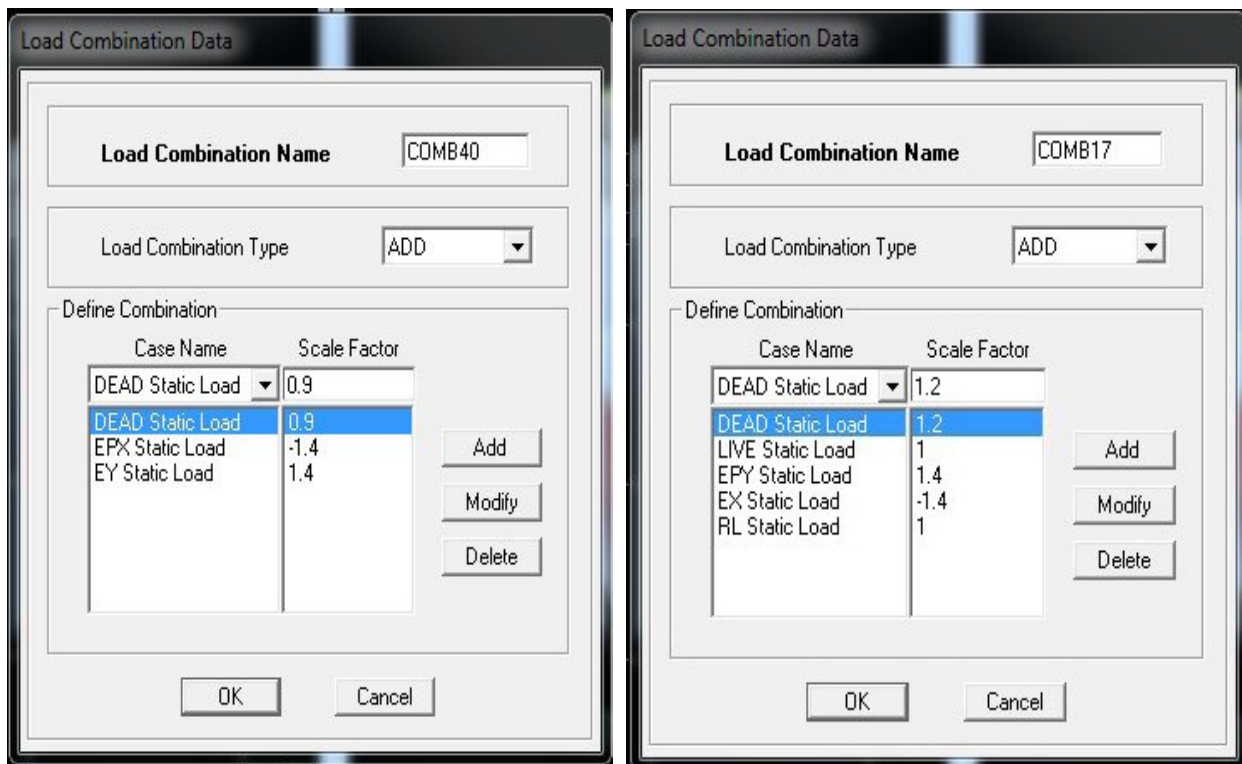 Load Combination Data
Load Combination Name COMB40
Load Combination Type ADD
Define Combination
Case Name Scale Factor
DEAD Static Load 0.9
DEAD Static Load 0.9
EPX Static Load -1.4
EY Static Load 1.4
Add
Modify
Delete
OK Cancel
Load Combination Data
Load Combination Name COMB17
Load Combination Type ADD
Define Combination
Case Name Scale Factor
DEAD Static Load 1.2
DEAD Static Load 1.2
LIVE Static Load 1
EPY Static Load 1.4
EX Static Load -1.4
RL Static Load 1
Add
Modify
Delete
OK Cancel